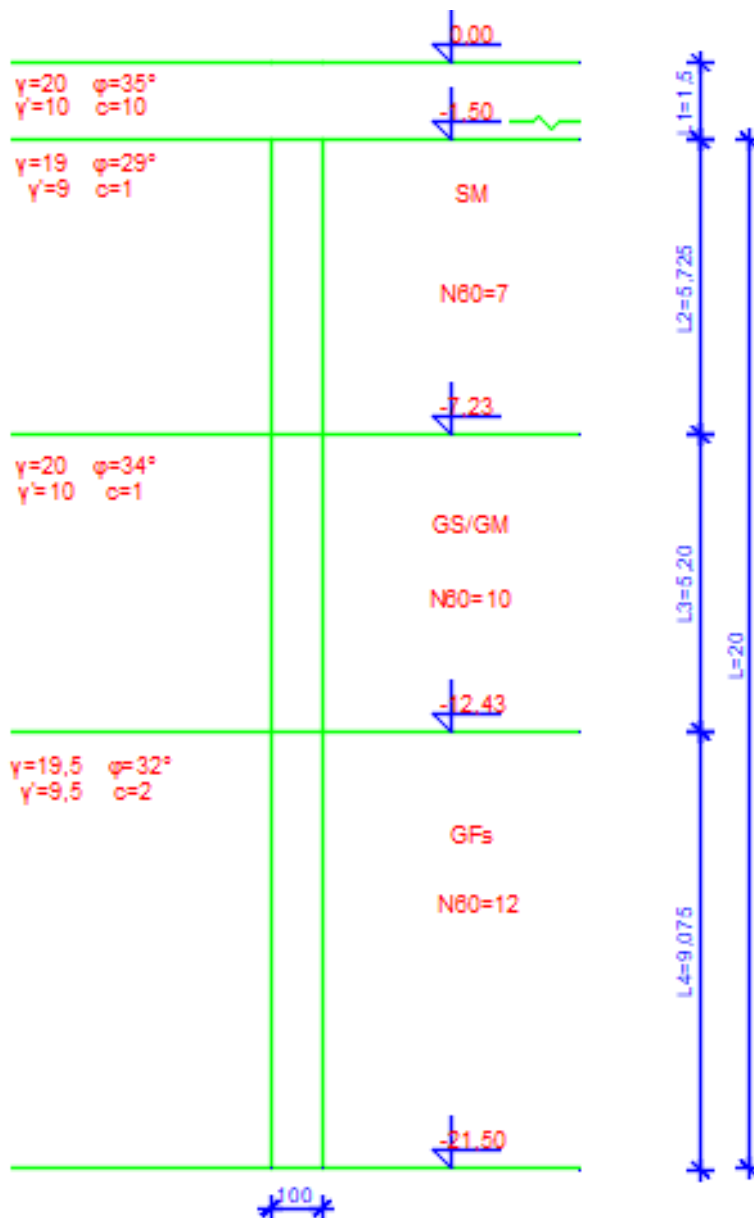 0.00
γ=20 φ=35°
γ'=10 c=10
-1.50
L1=1,5
γ=19 φ=29°
γ'=9 c=1
SM
N60=7
L2=5,725
-7.23
γ=20 φ=34°
γ'=10 c=1
GS/GM
N60=10
L3=5,20
L=20
-12.43
γ=19,5 φ=32°
γ'=9,5 c=2
GFs
N60=12
L4=9,075
-21.50
100